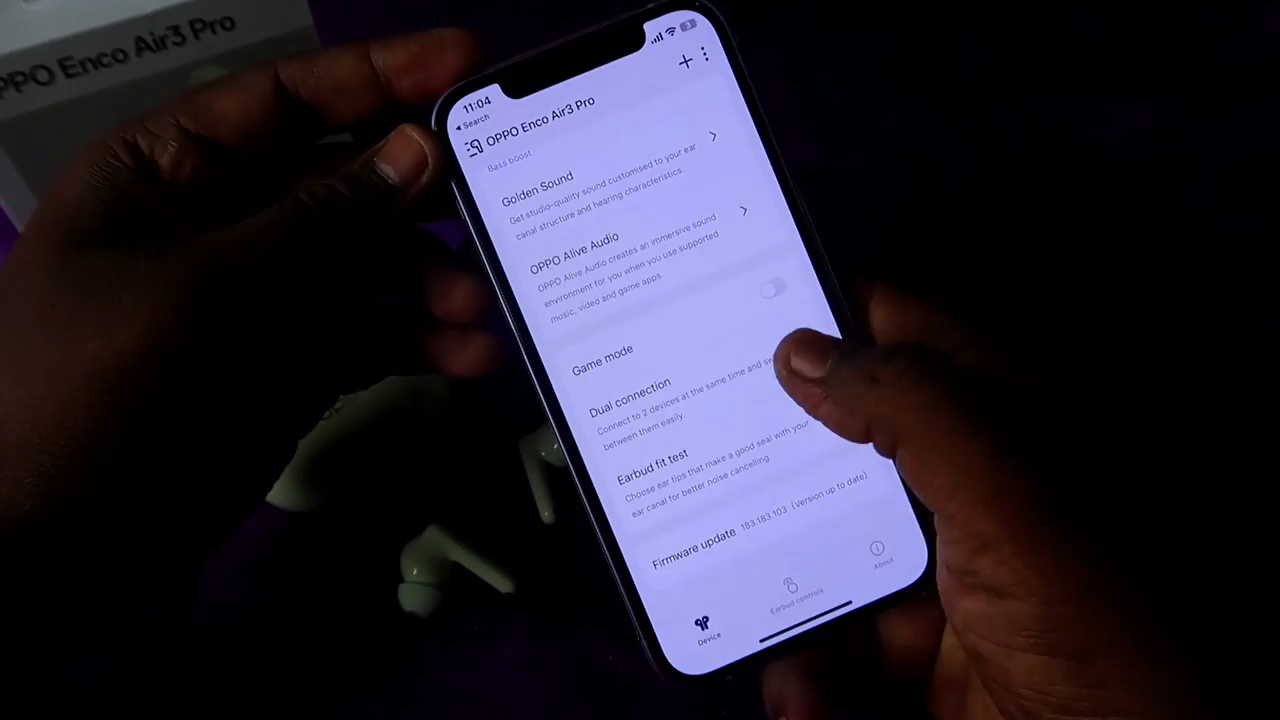 PPO Enco Air3 Pro
11:04
Search
OPPO Enco Air3 Pro
Bass boost
Golden Sound
Get studio-quality sound customised to your ear
canal structure and hearing characteristics.
OPPO Alive Audio
OPPO Alive Audio creates an immersive sound
environment for you when you use supported
music, video and game apps.
Game mode
Dual connection
Connect to 2 devices at the same time and
between them easily.
Earbud fit test
Choose ear tips that make a good seal with your
ear canal for better noise cancelling.
Firmware update 183.183.103 (Version up to date)
Device
Earbud controls
About